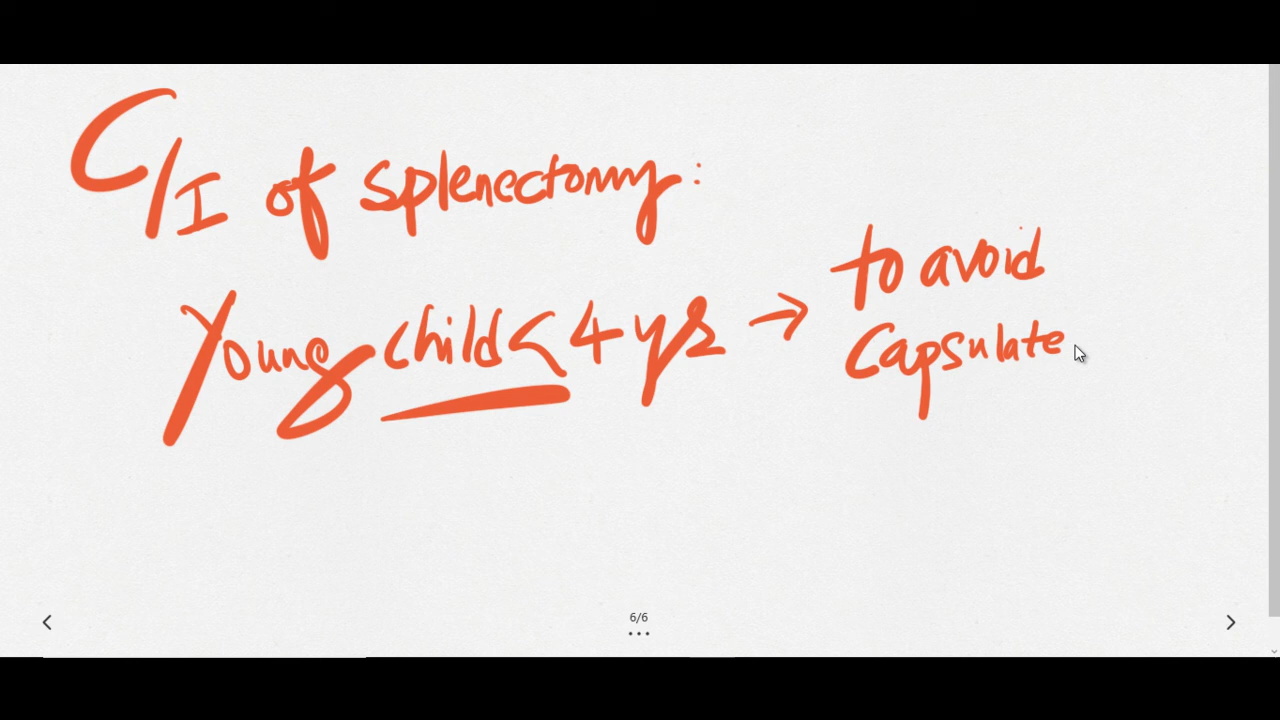 C/I of splenectomy:
Young child < 4 yrs → to avoid
capsulate
6/6